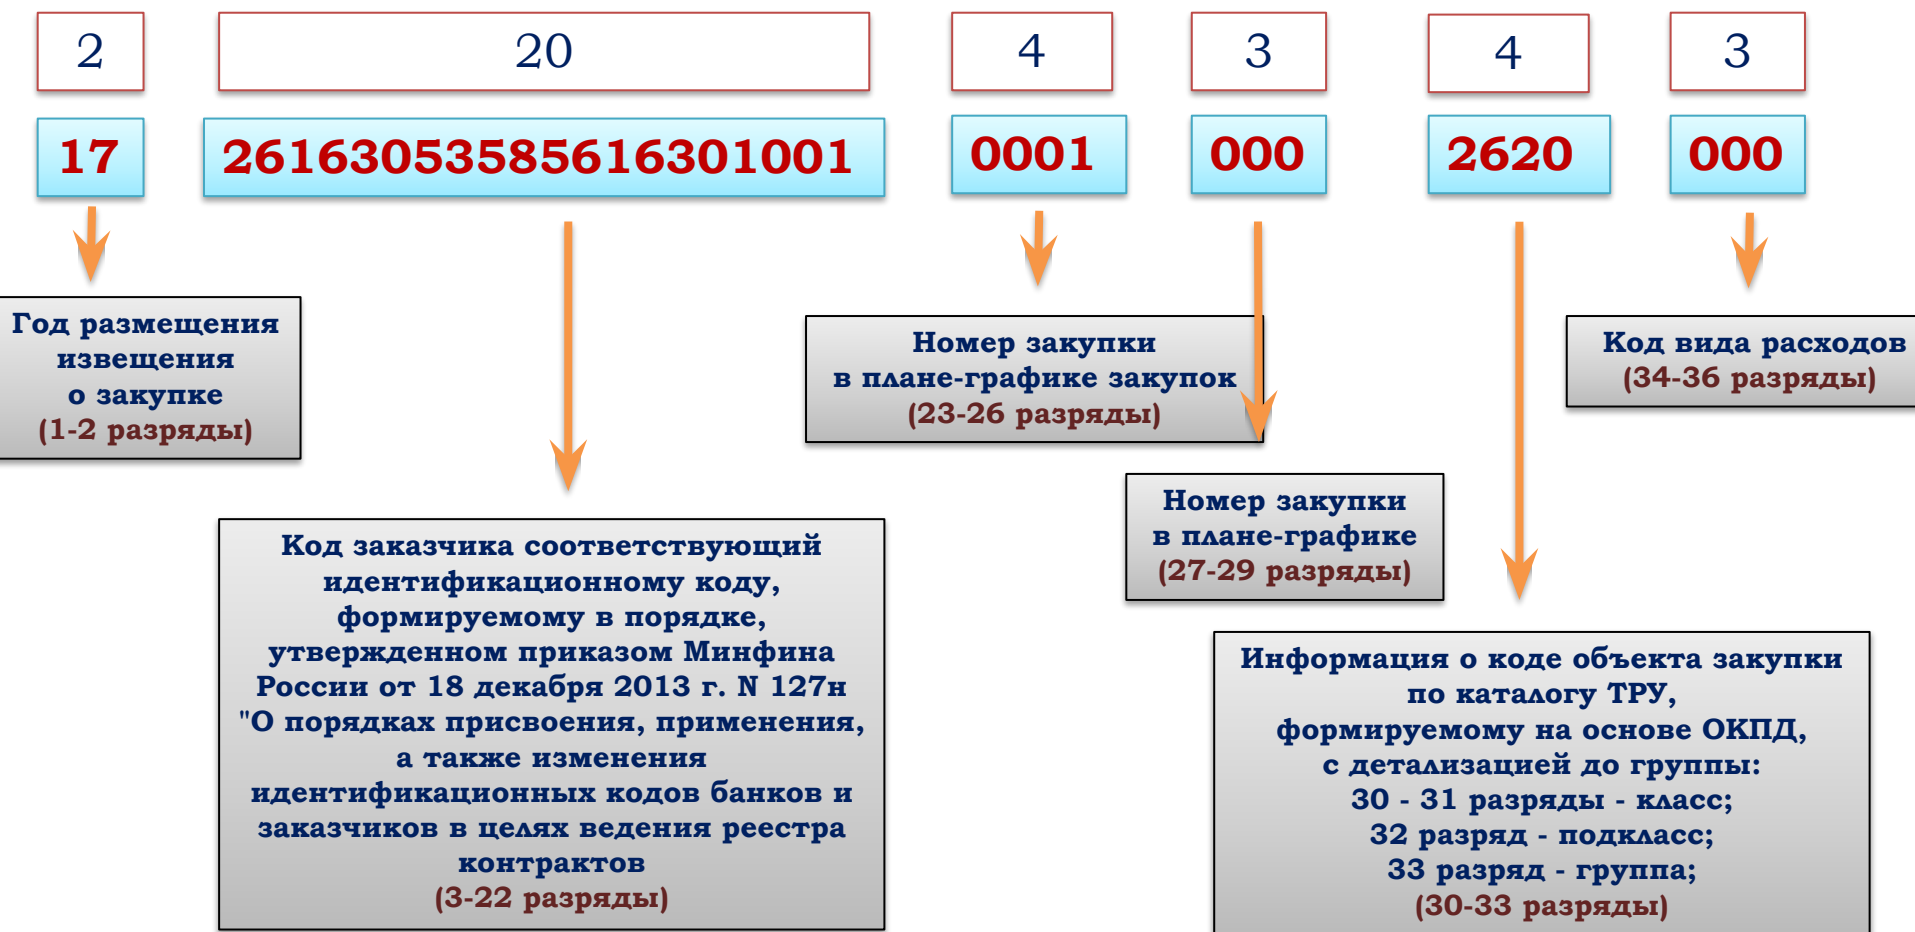 2
20
4
3
4
3
17
26163053585616301001
0001
000
2620
000
Год размещения
извещения
о закупке
(1-2 разряды)
Код заказчика соответствующий
идентификационному коду,
формируемому в порядке,
утвержденном приказом Минфина
России от 18 декабря 2013 г. N 127н
"О порядках присвоения, применения,
а также изменения
идентификационных кодов банков и
заказчиков в целях ведения реестра
контрактов
(3-22 разряды)
Номер закупки
в плане-графике закупок
(23-26 разряды)
Номер закупки
в плане-графике
(27-29 разряды)
Информация о коде объекта закупки
по каталогу ТРУ,
формируемому на основе ОКПД,
с детализацией до группы:
30 - 31 разряды - класс;
32 разряд - подкласс;
33 разряд - группа;
(30-33 разряды)
Код вида расходов
(34-36 разряды)